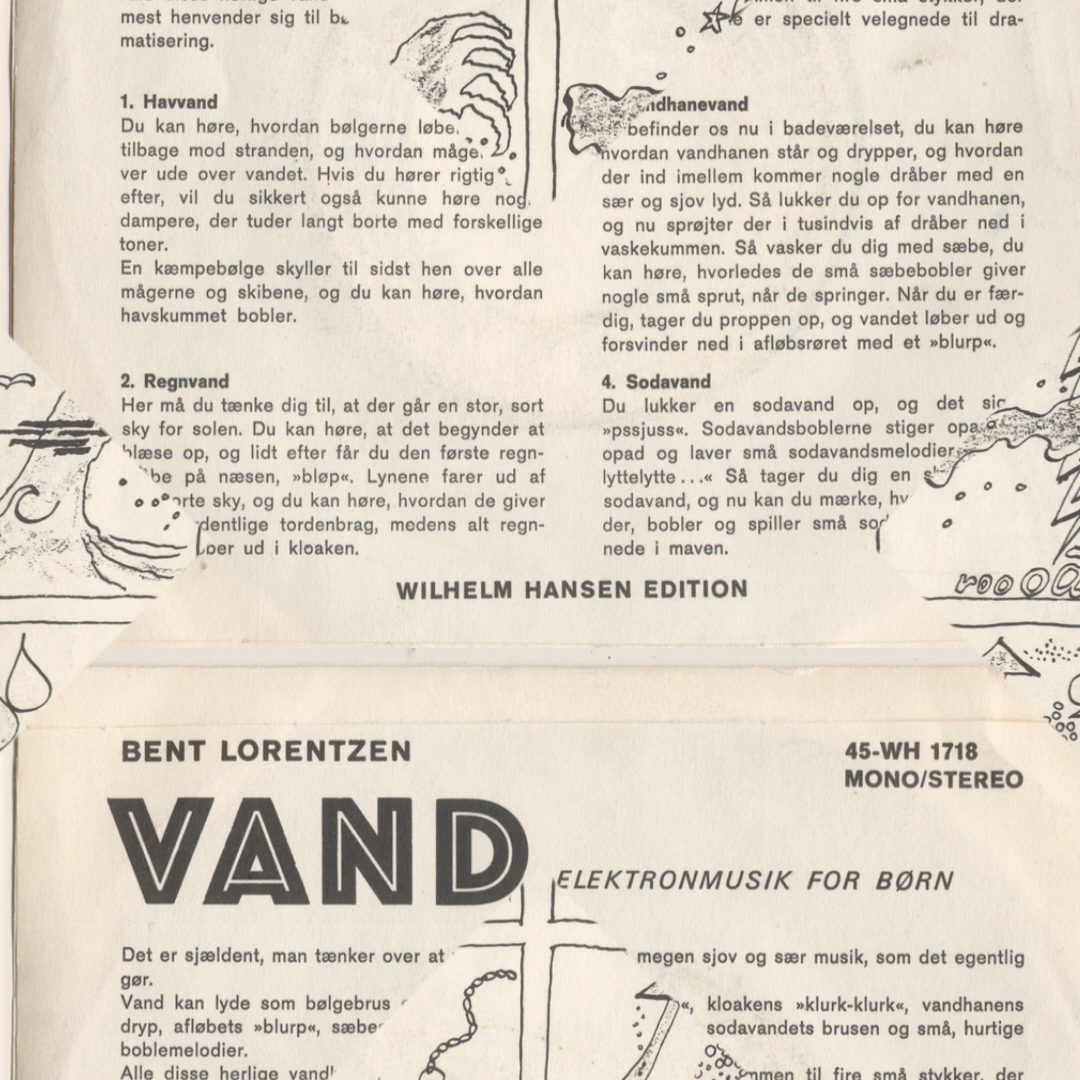 mest henvender sig til
matisering.
er specielt velegnede til dra-
1. Havvand
Du kan høre, hvordan bølgerne
tilbage mod stranden, og hvordan
ver ude over vandet. Hvis du hører rigtig
efter, vil du sikkert også kunne høre
dampere, der tuder langt borte med forskellige
toner.
En kæmpebølge skyller til sidst hen over alle
mågerne og skibene, og du kan høre, hvordan
havskummet bobler.
2. Regnvand
Her må du tænke dig til, at der går en stor, sort
sky for solen. Du kan høre, at det begynder at
blæse op, og lidt efter får du den første regn-
på næsen, »bløp«. Lynene farer ud af
sky, og du kan høre, hvordan de giver
tordenbrag, medens alt regn-
ud i kloaken.
befinder os nu i badeværelset, du kan høre
hvordan vandhanen står og drypper, og hvordan
der ind imellem kommer nogle dråber med en
sær og sjov lyd. Så lukker du op for vandhanen,
og nu sprøjter der i tusindvis af dråber ned i
vaskekummen. Så vasker du dig med sæbe, du
kan høre, hvorledes de små sæbebobler giver
nogle små sprut, når de springer. Når du er fær-
dig, tager du proppen op, og vandet løber ud og
forsvinder ned i afløbsrøret med et »blurp«.
4. Sodavand
Du lukker en sodavand op, og det
»pssjuss«. Sodavandsboblerne stiger
opad og laver små sodavandsmelodier
lyttelytte...« Så tager du dig en
sodavand, og nu kan du mærke,
der, bobler og spiller små
nede i maven.
WILHELM HANSEN EDITION
BENT LORENTZEN
45-WH 1718
MONO/STEREO
VAND
ELEKTRONMUSIK FOR BØRN
Det er sjældent, man tænker over at
gør.
Vand kan lyde som bølgebrus
dryp, afløbets »blurp«,
boblemelodier.
Alle disse herlige
megen sjov og sær musik, som det egentlig
kloakens »klurk-klurk«, vandhanens
sodavandets brusen og små, hurtige
til fire små stykker, der